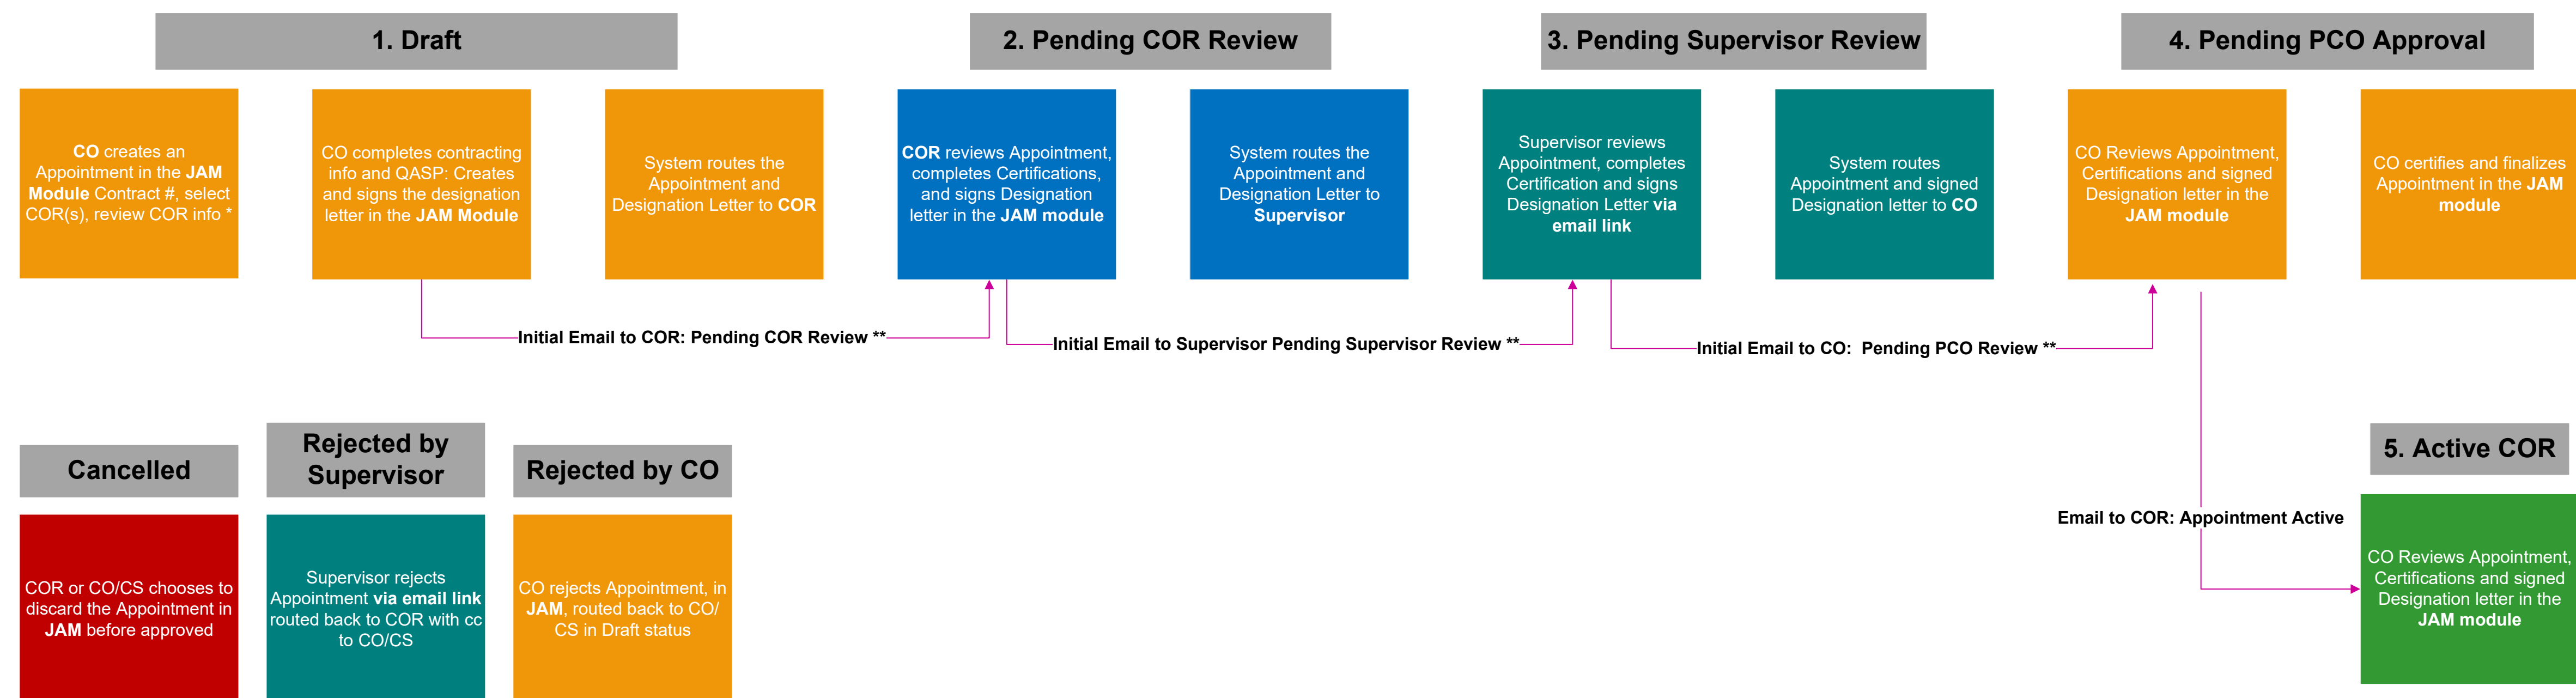 1. Draft
2. Pending COR Review
3. Pending Supervisor Review
4. Pending PCO Approval
CO creates an
Appointment in the JAM
Module Contract #, select
COR(s), review COR info *
CO completes contracting
info and QASP: Creates
and signs the designation
letter in the JAM Module
System routes the
Appointment and
Designation Letter to COR
COR reviews Appointment,
completes Certifications,
and signs Designation
letter in the JAM module
System routes the
Appointment and
Designation Letter to
Supervisor
Supervisor reviews
Appointment, completes
Certification and signs
Designation Letter via
email link
System routes
Appointment and signed
Designation letter to CO
CO Reviews Appointment,
Certifications and signed
Designation letter in the
JAM module
CO certifies and finalizes
Appointment in the JAM
module
Initial Email to COR: Pending COR Review **
Initial Email to Supervisor Pending Supervisor Review **
Initial Email to CO:  Pending PCO Review **
Cancelled
Rejected by
Supervisor
Rejected by CO
5. Active COR
COR or CO/CS chooses to
discard the Appointment in
JAM before approved
Supervisor rejects
Appointment via email link
routed back to COR with cc
to CO/CS
CO rejects Appointment, in
JAM, routed back to CO/
CS in Draft status
Email to COR: Appointment Active
CO Reviews Appointment,
Certifications and signed
Designation letter in the
JAM module